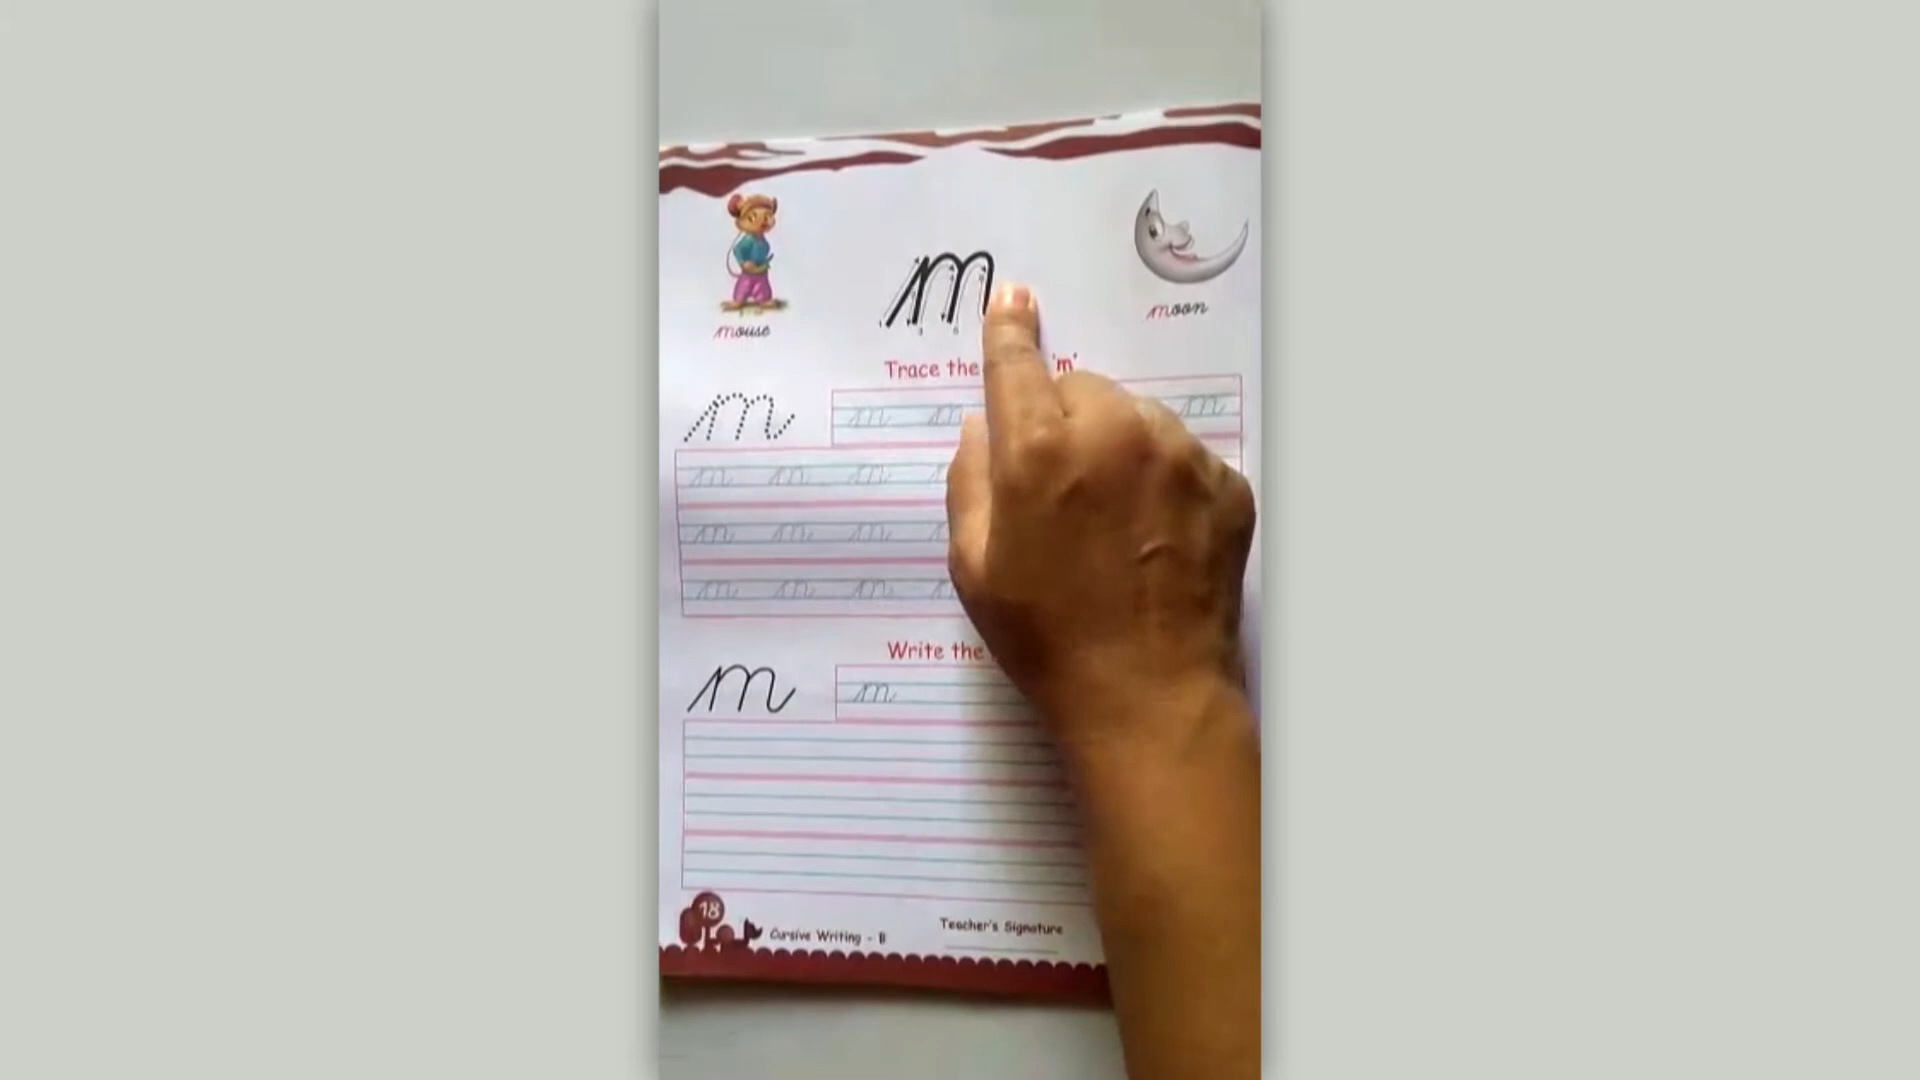 m
mouse
moon
Trace the 'm'
m m m m
m m m
m m m
m m m
Write the
m m
18 Cursive Writing - B
Teacher's Signature